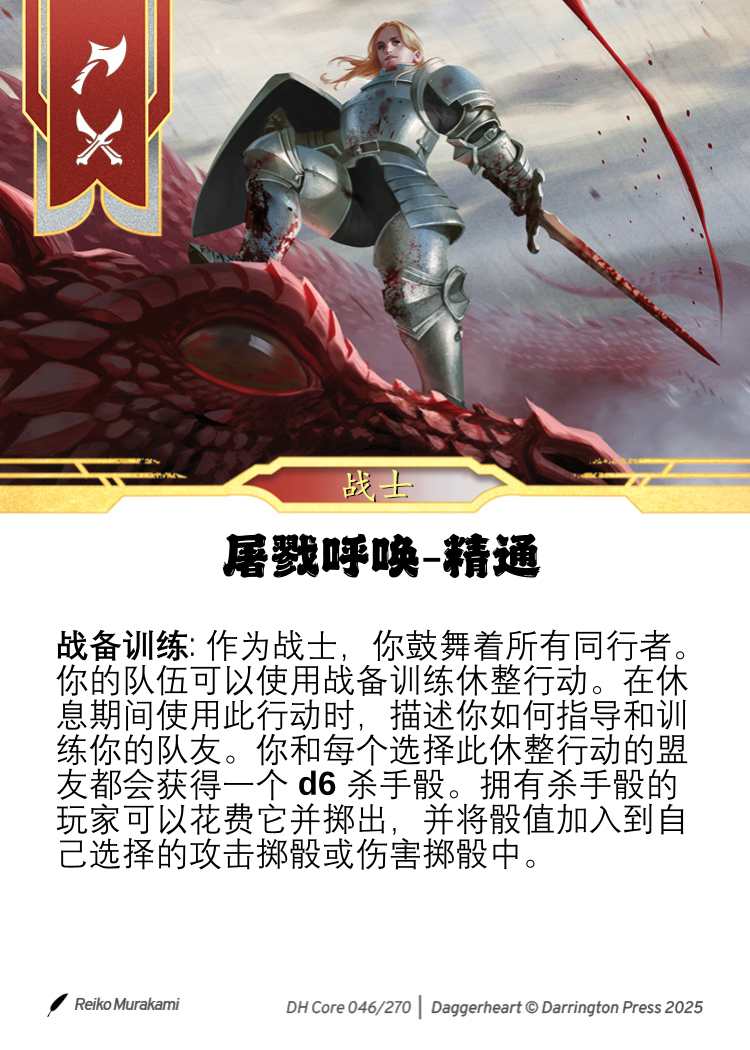 战士
屠戮呼唤-精通
战备训练: 作为战士，你鼓舞着所有同行者。
你的队伍可以使用战备训练休整行动。在休
息期间使用此行动时，描述你如何指导和训
练你的队友。你和每个选择此休整行动的盟
友都会获得一个 d6 杀手骰。拥有杀手骰的
玩家可以花费它并掷出，并将骰值加入到自
己选择的攻击掷骰或伤害掷骰中。
Reiko Murakami
DH Core 046/270 | Daggerheart © Darrington Press 2025